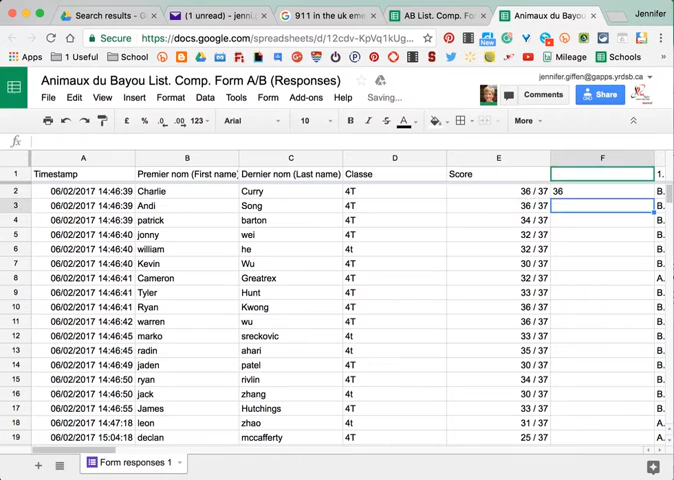 Search results - G
(1 unread) - jenni.
911 in the uk eme
AB List. Comp. For
Animaux du Bayou
Jennifer
Secure https://docs.google.com/spreadsheets/d/12cdv-KpVq1kUg...
Apps 1 Useful School Mileage Schools
New
Animaux du Bayou List. Comp. Form A/B (Responses)
jennifer.giffen@gapps.yrdsb.ca
File Edit View Insert Format Data Tools Form Add-ons Help Saving...
Comments Share
£ % .0 .00 123 Arial 10 B I S A More
fx
A B C D E F
1 Timestamp Premier nom (First name) Dernier nom (Last name) Classe Score 1.
2 06/02/2017 14:46:39 Charlie Curry 4T 36 / 37 36 B.
3 06/02/2017 14:46:39 Andi Song 4T 36 / 37 B.
4 06/02/2017 14:46:39 patrick barton 4T 34 / 37 B.
5 06/02/2017 14:46:40 jonny wei 4T 32 / 37 B.
6 06/02/2017 14:46:40 william he 4t 32 / 37 B.
7 06/02/2017 14:46:40 Kevin Wu 4T 30 / 37 B.
8 06/02/2017 14:46:41 Cameron Greatrex 4T 32 / 37 A.
9 06/02/2017 14:46:41 Tyler Hunt 4T 33 / 37 B.
10 06/02/2017 14:46:41 Ryan Kwong 4T 36 / 37 B.
11 06/02/2017 14:46:42 warren wu 4T 36 / 37 B.
12 06/02/2017 14:46:45 marko sreckovic 4t 33 / 37 B.
13 06/02/2017 14:46:45 radin ahari 4t 35 / 37 B.
14 06/02/2017 14:46:49 jaden patel 4T 30 / 37 B.
15 06/02/2017 14:46:50 ryan rivlin 4T 34 / 37 B.
16 06/02/2017 14:46:50 jack zhang 4t 30 / 37 B.
17 06/02/2017 14:46:55 James Hutchings 4T 33 / 37 B.
18 06/02/2017 14:47:18 leon zhao 4t 31 / 37 A.
19 06/02/2017 15:04:18 declan mccafferty 4T 25 / 37 A.
Form responses 1